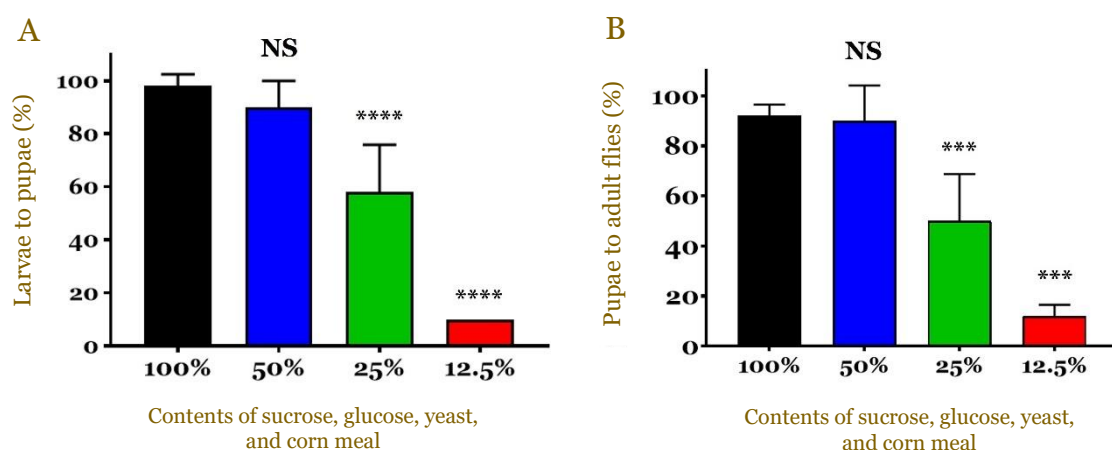 A
Larvae to pupae (%)
100
80
60
40
20
0
NS
****
****
100% 50% 25% 12.5%
Contents of sucrose, glucose, yeast,
and corn meal
B
Pupae to adult flies (%)
100
80
60
40
20
0
NS
***
***
100% 50% 25% 12.5%
Contents of sucrose, glucose, yeast,
and corn meal